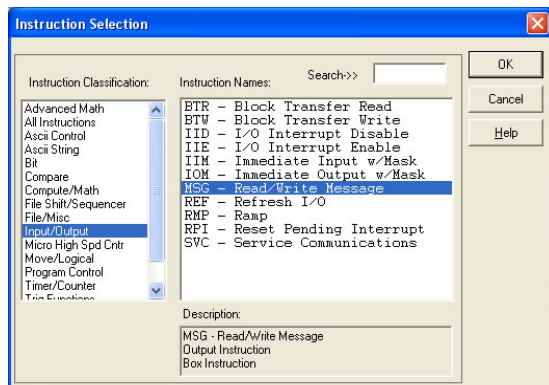 Instruction Selection
Instruction Classification:
Advanced Math
All Instructions
Ascii Control
Ascii String
Bit
Compare
Compute/Math
File Shift/Sequencer
File/Misc
Input/Output
Micro High Spd Cntr
Move/Logical
Program Control
Timer/Counter
Trig Functions
Instruction Names:
Search->>
BTR - Block Transfer Read
BTW - Block Transfer Write
IID - I/O Interrupt Disable
IIE - I/O Interrupt Enable
IIM - Immediate Input w/Mask
IOM - Immediate Output w/Mask
MSG - Read/Write Message
REF - Refresh I/O
RMP - Ramp
RPI - Reset Pending Interrupt
SVC - Service Communications
Description:
MSG - Read/Write Message
Output Instruction
Box Instruction
OK
Cancel
Help